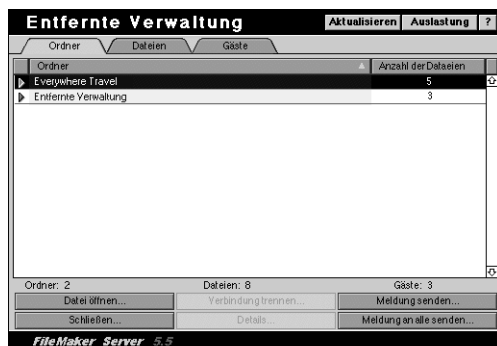 Entfernte Verwaltung Aktualisieren Auslastung ?
Ordner Dateien Gäste
Ordner Anzahl der Dataeien
Everywhere Travel 5
Entfernte Verwaltung 3
Ordner: 2 Dateien: 8 Gäste: 3
Datei öffnen... Verbindung trennen... Meldung senden...
Schließen... Details... Meldung an alle senden...
FileMaker Server 5.5